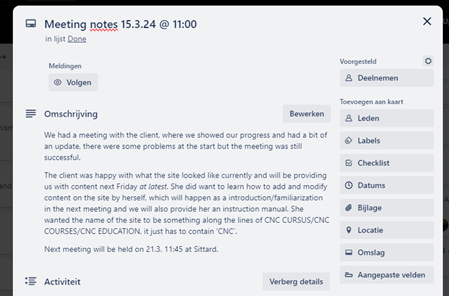 Meeting notes 15.3.24 @ 11:00
in lijst Done
Meldingen
Volgen
Omschrijving
Bewerken
We had a meeting with the client, where we showed our progress and had a bit of
an update, there were some problems at the start but the meeting was still
successful.
The client was happy with what the site looked like currently and will be providing
us with content next Friday at latest. She did want to learn how to add and modify
content on the site by herself, which will happen as a introduction/familiarization
in the next meeting and we will also provide her an instruction manual. She
wanted the name of the site to be something along the lines of CNC CURSUS/CNC
COURSES/CNC EDUCATION, it just has to contain 'CNC'.
Next meeting will be held on 21.3. 11:45 at Sittard.
Activiteit
Verberg details
Voorgesteld
Deelnemen
Toevoegen aan kaart
Leden
Labels
Checklist
Datums
Bijlage
Locatie
Omslag
Aangepaste velden